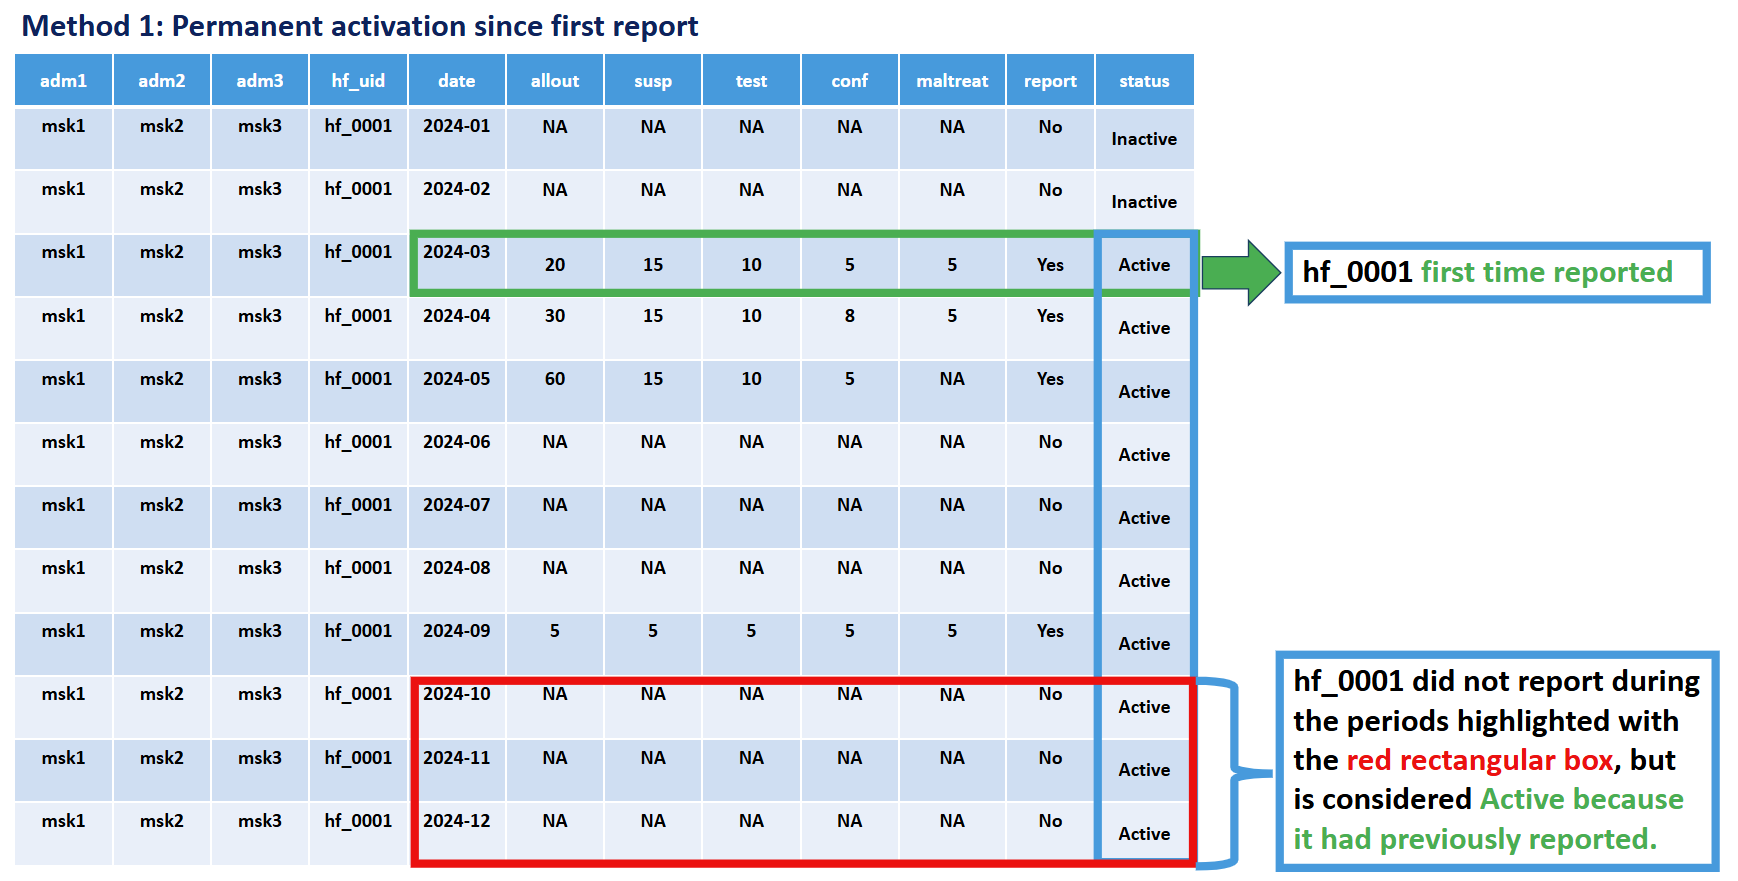 Method 1: Permanent activation since first report
adm1 adm2 adm3 hf_uid date allout susp test conf maltreat report status
msk1 msk2 msk3 hf_0001 2024-01 NA NA NA NA NA No Inactive
msk1 msk2 msk3 hf_0001 2024-02 NA NA NA NA NA No Inactive
msk1 msk2 msk3 hf_0001 2024-03 20 15 10 5 5 Yes Active
hf_0001 first time reported
msk1 msk2 msk3 hf_0001 2024-04 30 15 10 8 5 Yes Active
msk1 msk2 msk3 hf_0001 2024-05 60 15 10 5 NA Yes Active
msk1 msk2 msk3 hf_0001 2024-06 NA NA NA NA NA No Active
msk1 msk2 msk3 hf_0001 2024-07 NA NA NA NA NA No Active
msk1 msk2 msk3 hf_0001 2024-08 NA NA NA NA NA No Active
msk1 msk2 msk3 hf_0001 2024-09 5 5 5 5 5 Yes Active
msk1 msk2 msk3 hf_0001 2024-10 NA NA NA NA NA No Active
msk1 msk2 msk3 hf_0001 2024-11 NA NA NA NA NA No Active
msk1 msk2 msk3 hf_0001 2024-12 NA NA NA NA NA No Active
hf_0001 did not report during
the periods highlighted with
the red rectangular box, but
is considered Active because
it had previously reported.